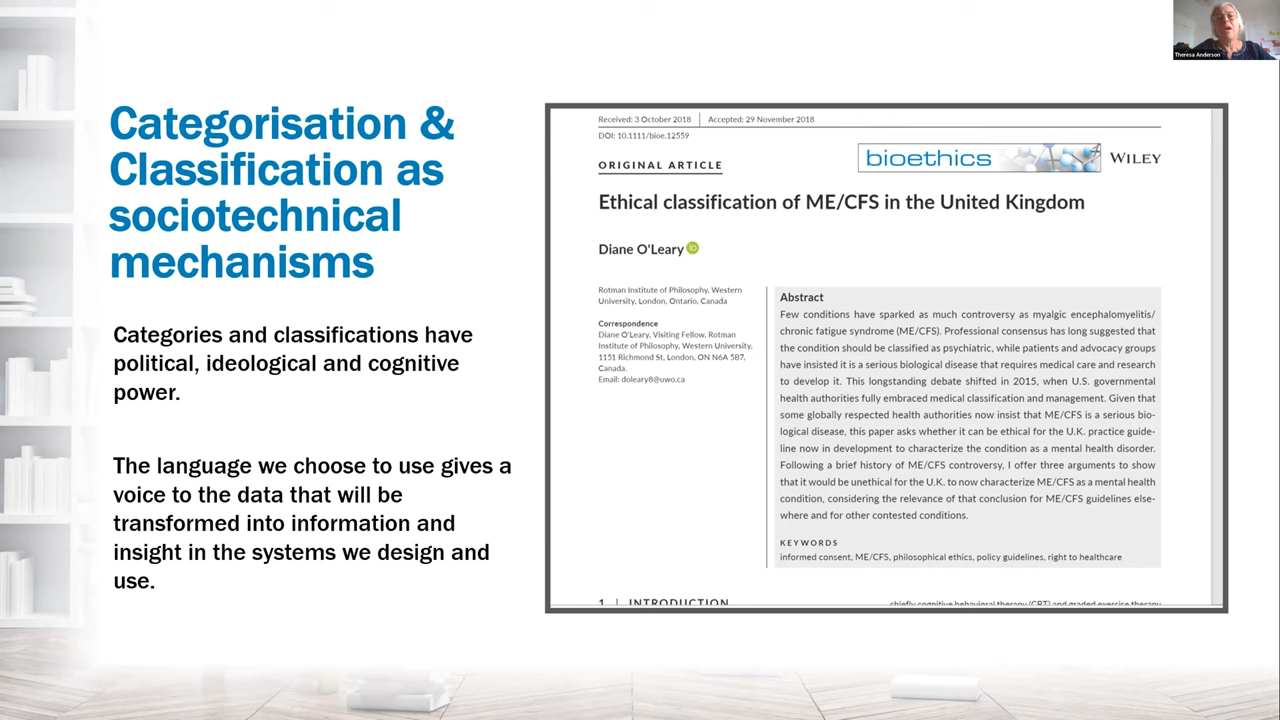 Theresa Anderson
Categorisation &
Classification as
sociotechnical
mechanisms
Categories and classifications have
political, ideological and cognitive
power.
The language we choose to use gives a
voice to the data that will be
transformed into information and
insight in the systems we design and
use.
Received: 3 October 2018 | Accepted: 29 November 2018
DOI: 10.1111/bioe.12559
ORIGINAL ARTICLE
bioethics WILEY
Ethical classification of ME/CFS in the United Kingdom
Diane O'Leary iD
Rotman Institute of Philosophy, Western
University, London, Ontario, Canada
Correspondence
Diane O'Leary, Visiting Fellow, Rotman
Institute of Philosophy, Western University,
1151 Richmond St. London, ON N6A 5B7,
Canada.
Email: doleary8@uwo.ca
Abstract
Few conditions have sparked as much controversy as myalgic encephalomyelitis/
chronic fatigue syndrome (ME/CFS). Professional consensus has long suggested that
the condition should be classified as psychiatric, while patients and advocacy groups
have insisted it is a serious biological disease that requires medical care and research
to develop it. This longstanding debate shifted in 2015, when U.S. governmental
health authorities fully embraced medical classification and management. Given that
some globally respected health authorities now insist that ME/CFS is a serious bio-
logical disease, this paper asks whether it can be ethical for the U.K. practice guide-
line now in development to characterize the condition as a mental health disorder.
Following a brief history of ME/CFS controversy, I offer three arguments to show
that it would be unethical for the U.K. to now characterize ME/CFS as a mental health
condition, considering the relevance of that conclusion for ME/CFS guidelines else-
where and for other contested conditions.
KEYWORDS
informed consent, ME/CFS, philosophical ethics, policy guidelines, right to healthcare
1 | INTRODUCTION
chiefly cognitive behavioral therapy (CBT) and graded exercise therapy